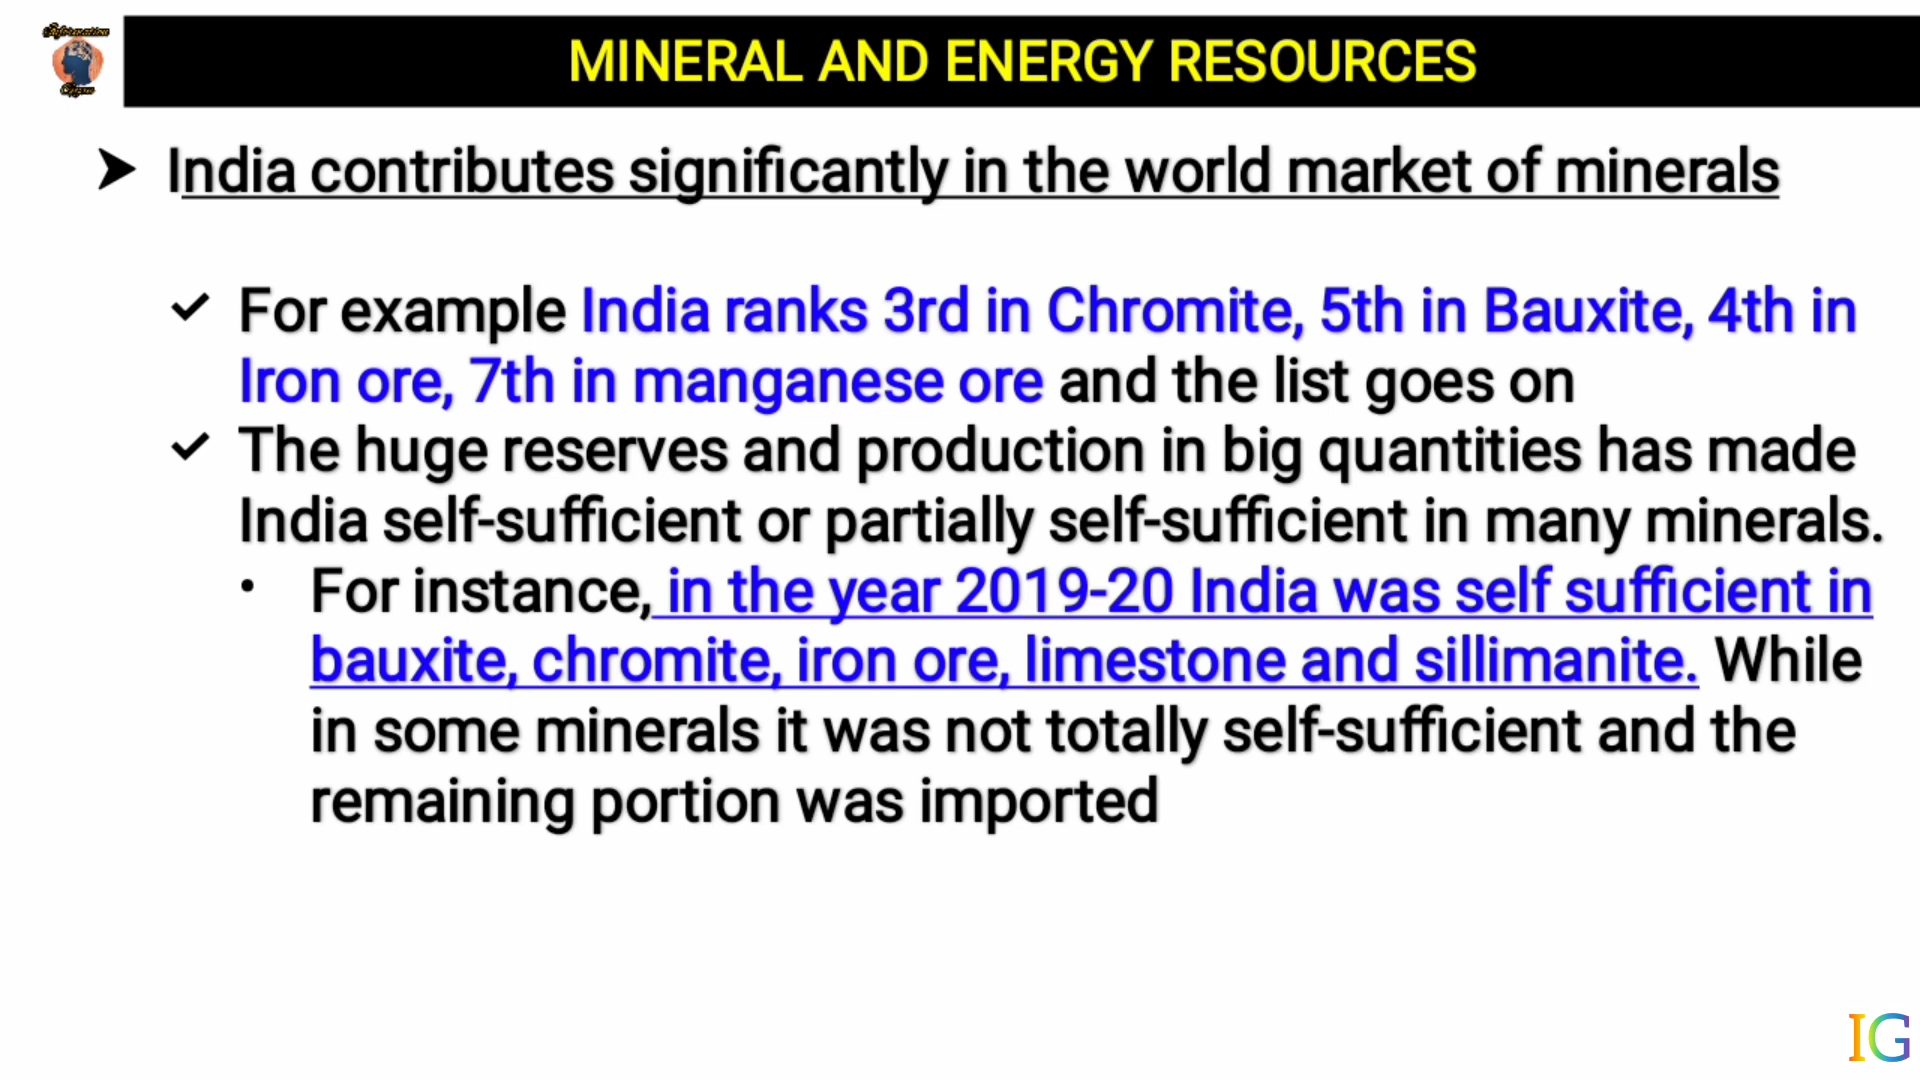 MINERAL AND ENERGY RESOURCES
➤ India contributes significantly in the world market of minerals
✓ For example India ranks 3rd in Chromite, 5th in Bauxite, 4th in
Iron ore, 7th in manganese ore and the list goes on
✓ The huge reserves and production in big quantities has made
India self-sufficient or partially self-sufficient in many minerals.
• For instance, in the year 2019-20 India was self sufficient in
bauxite, chromite, iron ore, limestone and sillimanite. While
in some minerals it was not totally self-sufficient and the
remaining portion was imported
IG